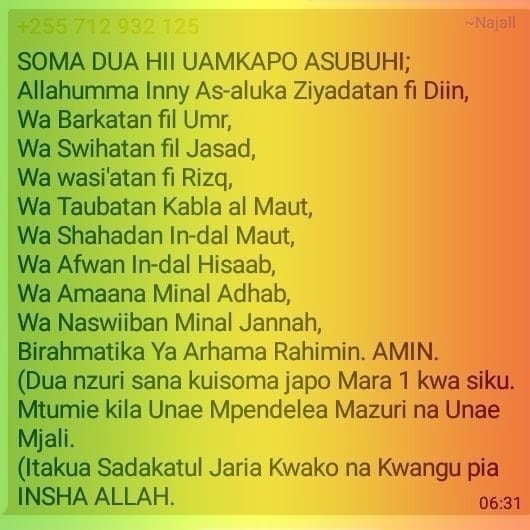 +255 712 932 125
~Najall
SOMA DUA HII UAMKAPO ASUBUHI;
Allahumma Inny As-aluka Ziyadatan fi Diin,
Wa Barkatan fil Umr,
Wa Swihatan fil Jasad,
Wa wasi'atan fi Rizq,
Wa Taubatan Kabla al Maut,
Wa Shahadan In-dal Maut,
Wa Afwan In-dal Hisaab,
Wa Amaana Minal Adhab,
Wa Naswiiban Minal Jannah,
Birahmatika Ya Arhama Rahimin. AMIN.
(Dua nzuri sana kuisoma japo Mara 1 kwa siku.
Mtumie kila Unae Mpendelea Mazuri na Unae
Mjali.
(Itakua Sadakatul Jaria Kwako na Kwangu pia
INSHA ALLAH.
06:31